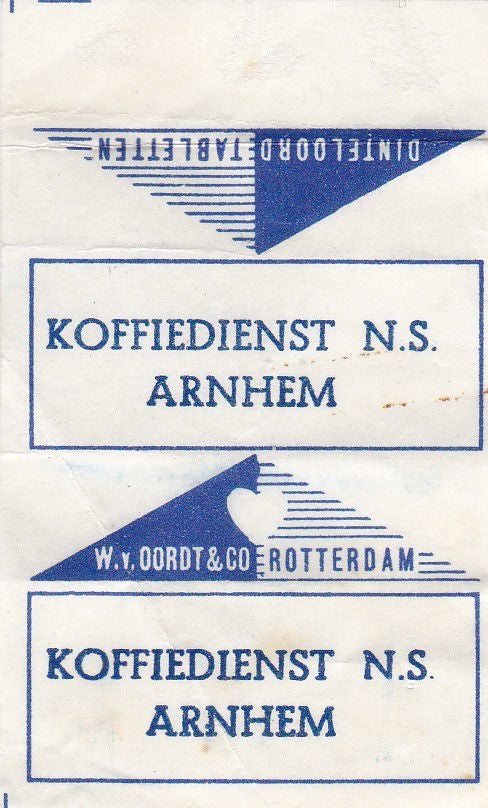 DINTELOORD TABLETTEN
KOFFIEDIENST N.S.
ARNHEM
W.v. OORDT & CO ROTTERDAM
KOFFIEDIENST N.S.
ARNHEM